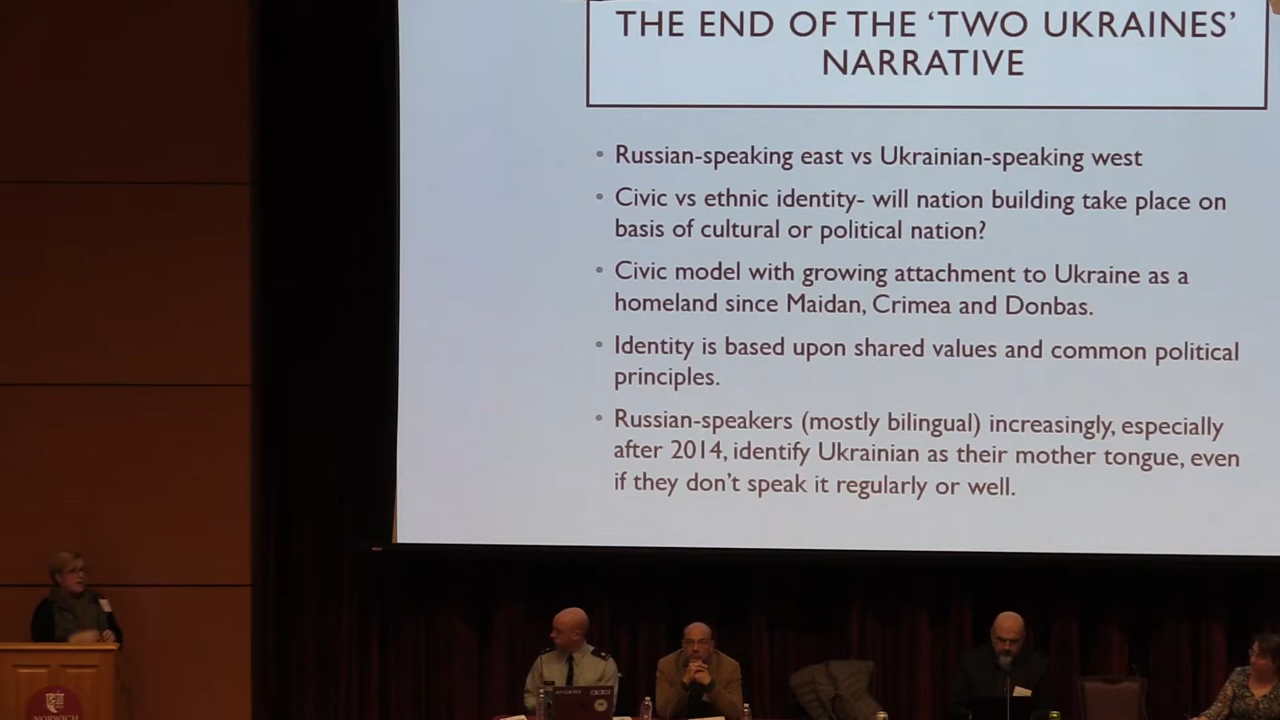 THE END OF THE ‘TWO UKRAINES’
NARRATIVE
• Russian-speaking east vs Ukrainian-speaking west
• Civic vs ethnic identity- will nation building take place on
basis of cultural or political nation?
• Civic model with growing attachment to Ukraine as a
homeland since Maidan, Crimea and Donbas.
• Identity is based upon shared values and common political
principles.
• Russian-speakers (mostly bilingual) increasingly, especially
after 2014, identify Ukrainian as their mother tongue, even
if they don’t speak it regularly or well.
NORWICH